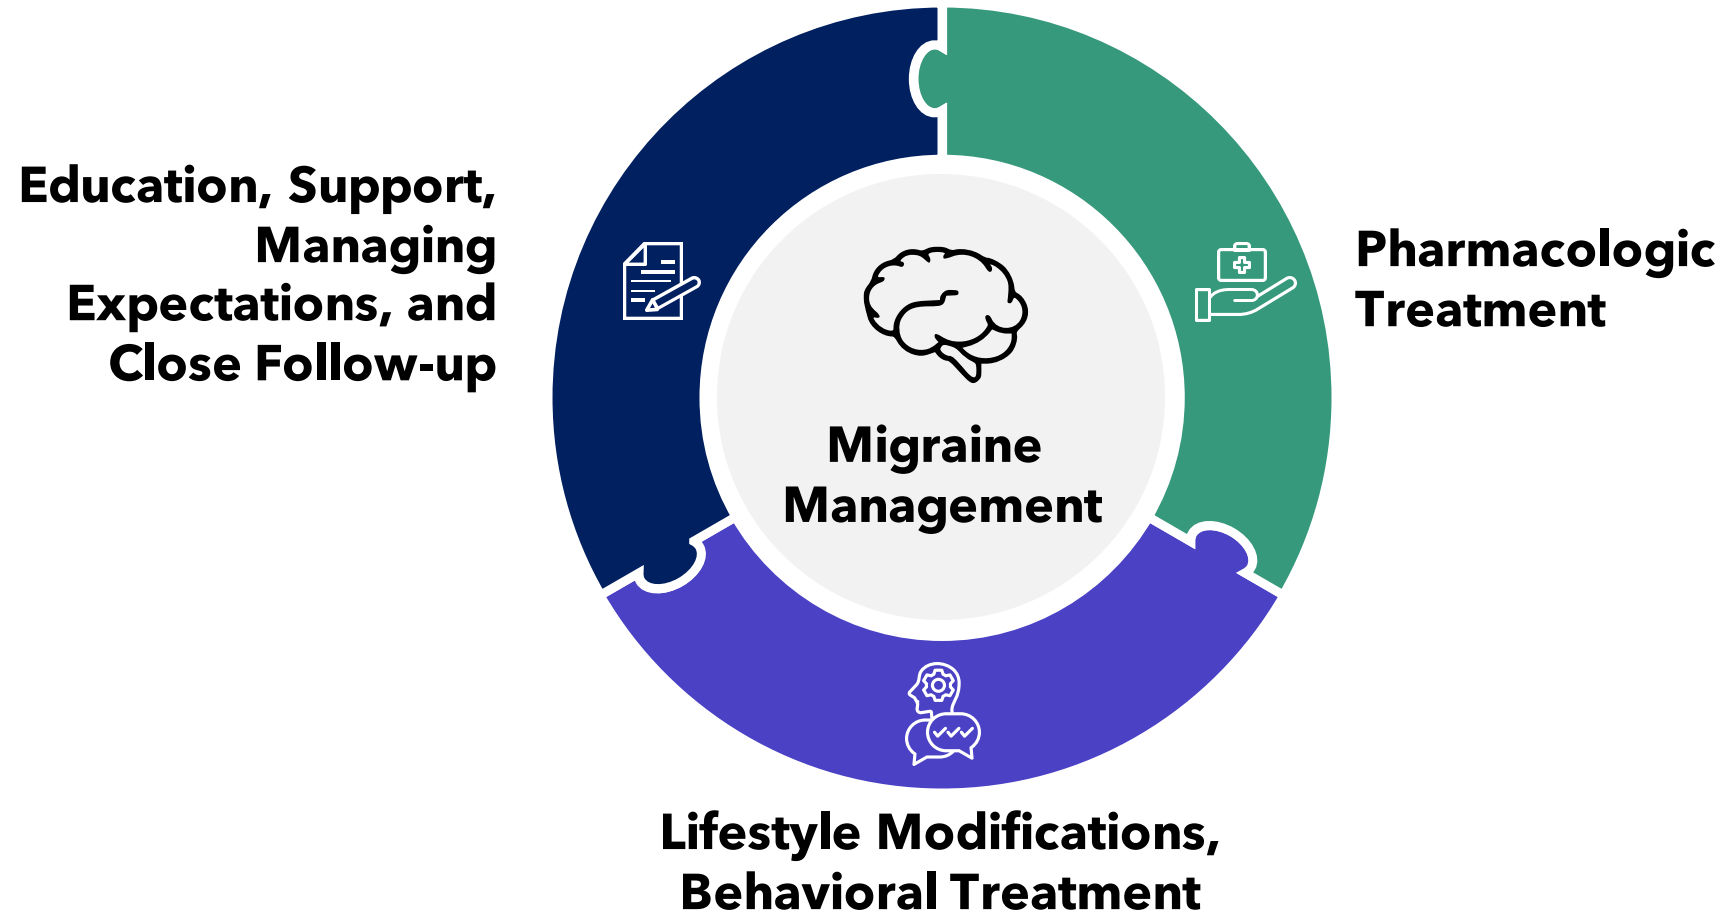 Education, Support,
Managing
Expectations, and
Close Follow-up
Pharmacologic
Treatment
Migraine
Management
Lifestyle Modifications,
Behavioral Treatment